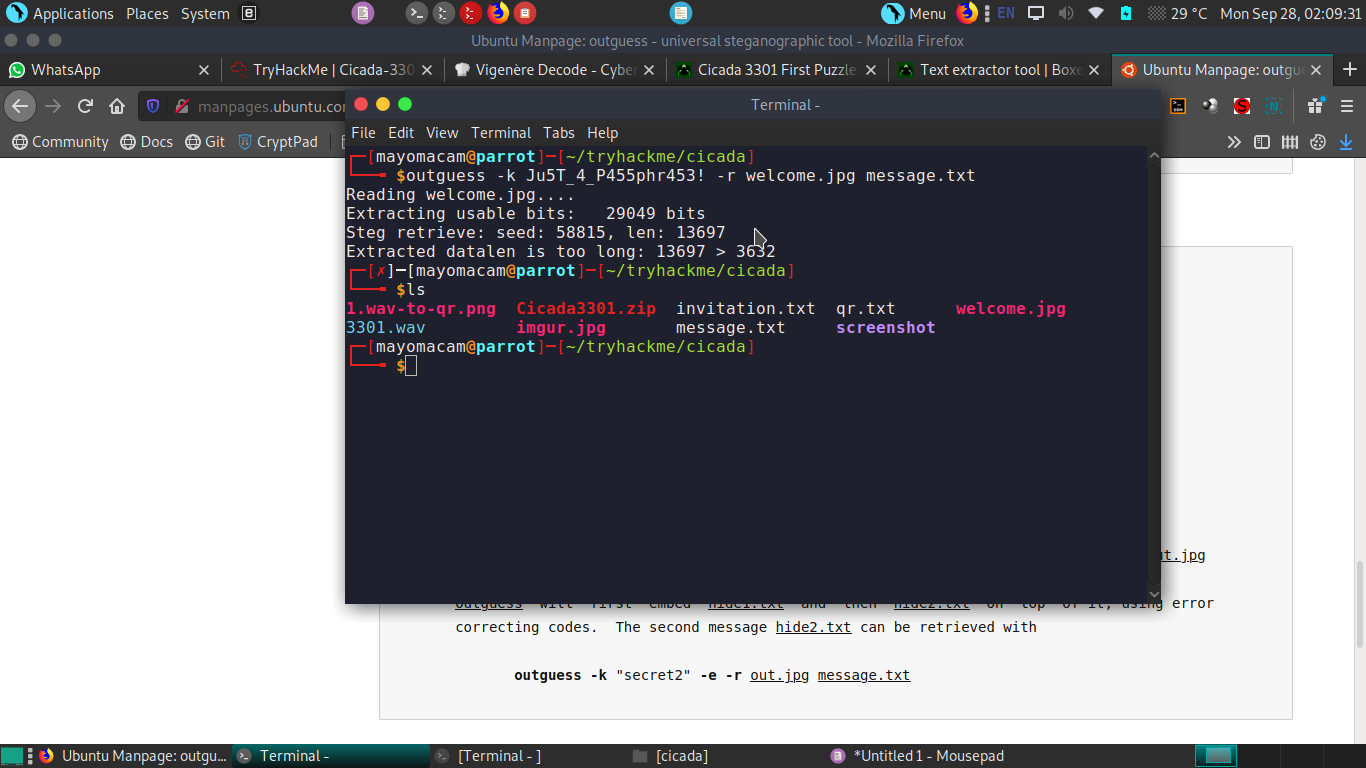 Applications Places System
Menu EN 29 °C Mon Sep 28, 02:09:31
Ubuntu Manpage: outguess - universal steganographic tool - Mozilla Firefox
WhatsApp TryHackMe | Cicada-330 Vigenère Decode - Cyber Cicada 3301 First Puzzle Text extractor tool | Boxe Ubuntu Manpage: outgue
manpages.ubuntu.co
Community Docs Git CryptPad
Terminal -
File Edit View Terminal Tabs Help
[mayomacam@parrot]─[~/tryhackme/cicada]
$outguess -k Ju5T_4_P455phr453! -r welcome.jpg message.txt
Reading welcome.jpg....
Extracting usable bits: 29049 bits
Steg retrieve: seed: 58815, len: 13697
Extracted datalen is too long: 13697 > 3632
[✗]─[mayomacam@parrot]─[~/tryhackme/cicada]
$ls
1.wav-to-qr.png Cicada3301.zip invitation.txt qr.txt welcome.jpg
3301.wav imgur.jpg message.txt screenshot
[mayomacam@parrot]─[~/tryhackme/cicada]
$
ut.jpg
outguess will first embed hide1.txt and then hide2.txt on top of it, using error
correcting codes. The second message hide2.txt can be retrieved with
outguess -k "secret2" -e -r out.jpg message.txt
Ubuntu Manpage: outgu... Terminal - [Terminal - ] [cicada] *Untitled 1 - Mousepad